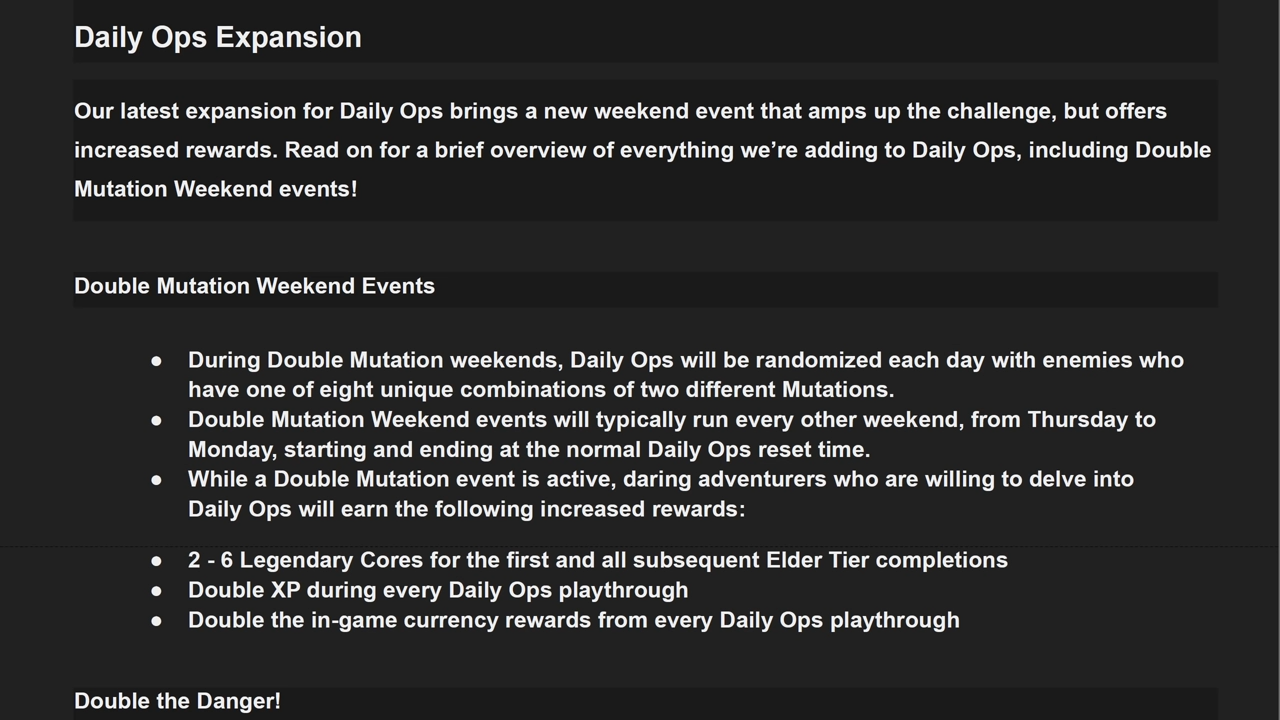 Daily Ops Expansion
Our latest expansion for Daily Ops brings a new weekend event that amps up the challenge, but offers
increased rewards. Read on for a brief overview of everything we’re adding to Daily Ops, including Double
Mutation Weekend events!
Double Mutation Weekend Events
● During Double Mutation weekends, Daily Ops will be randomized each day with enemies who
have one of eight unique combinations of two different Mutations.
● Double Mutation Weekend events will typically run every other weekend, from Thursday to
Monday, starting and ending at the normal Daily Ops reset time.
● While a Double Mutation event is active, daring adventurers who are willing to delve into
Daily Ops will earn the following increased rewards:
● 2 - 6 Legendary Cores for the first and all subsequent Elder Tier completions
● Double XP during every Daily Ops playthrough
● Double the in-game currency rewards from every Daily Ops playthrough
Double the Danger!